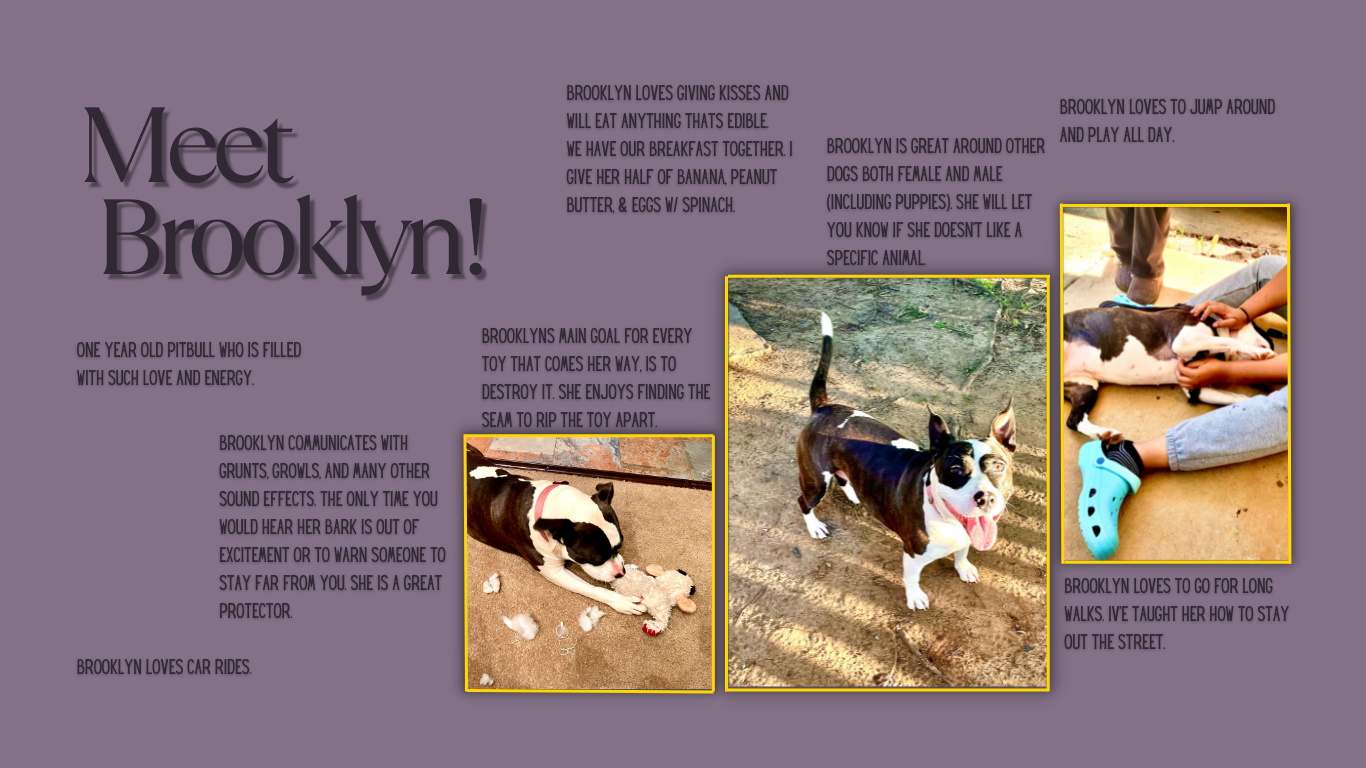 Meet
Brooklyn!
ONE YEAR OLD PITBULL WHO IS FILLED
WITH SUCH LOVE AND ENERGY.
BROOKLYN COMMUNICATES WITH
GRUNTS, GROWLS, AND MANY OTHER
SOUND EFFECTS. THE ONLY TIME YOU
WOULD HEAR HER BARK IS OUT OF
EXCITEMENT OR TO WARN SOMEONE TO
STAY FAR FROM YOU. SHE IS A GREAT
PROTECTOR.
BROOKLYN LOVES CAR RIDES.
BROOKLYNS MAIN GOAL FOR EVERY
TOY THAT COMES HER WAY, IS TO
DESTROY IT. SHE ENJOYS FINDING THE
SEAM TO RIP THE TOY APART.
BROOKLYN LOVES GIVING KISSES AND
WILL EAT ANYTHING THATS EDIBLE.
WE HAVE OUR BREAKFAST TOGETHER. I
GIVE HER HALF OF BANANA, PEANUT
BUTTER, & EGGS W/ SPINACH.
BROOKLYN IS GREAT AROUND OTHER
DOGS BOTH FEMALE AND MALE
(INCLUDING PUPPIES). SHE WILL LET
YOU KNOW IF SHE DOESN'T LIKE A
SPECIFIC ANIMAL.
BROOKLYN LOVES TO JUMP AROUND
AND PLAY ALL DAY.
BROOKLYN LOVES TO GO FOR LONG
WALKS. IV'E TAUGHT HER HOW TO STAY
OUT THE STREET.